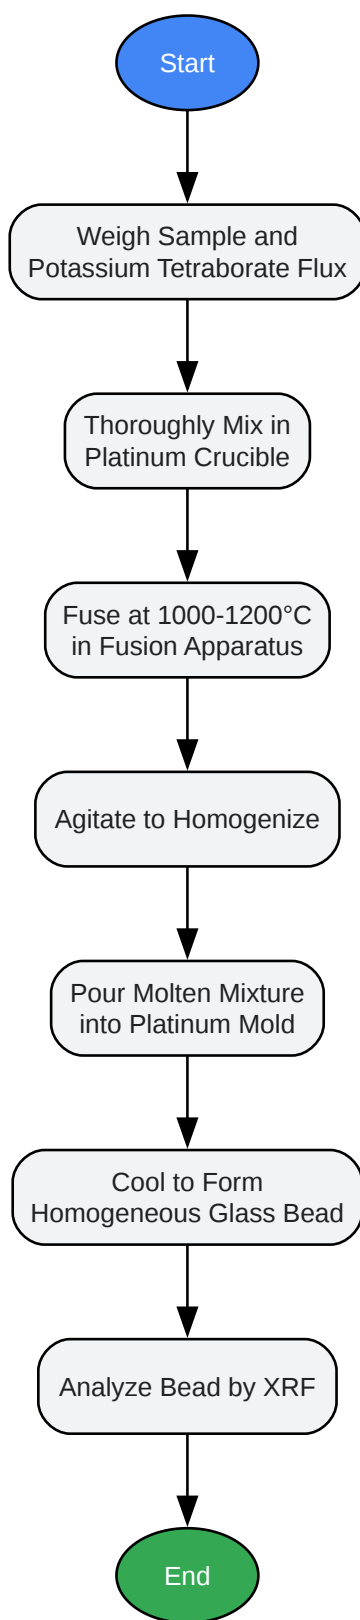 Start
Weigh Sample and
Potassium Tetraborate Flux
Thoroughly Mix in
Platinum Crucible
Fuse at 1000-1200°C
in Fusion Apparatus
Agitate to Homogenize
Pour Molten Mixture
into Platinum Mold
Cool to Form
Homogeneous Glass Bead
Analyze Bead by XRF
End